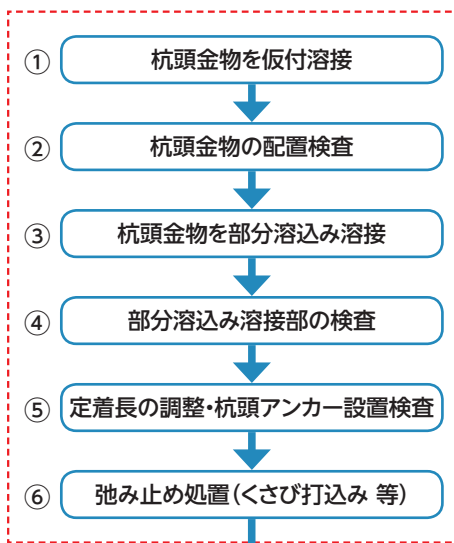 ① 杭頭金物を仮付溶接
② 杭頭金物の配置検査
③ 杭頭金物を部分溶込み溶接
④ 部分溶込み溶接部の検査
⑤ 定着長の調整・杭頭アンカー設置検査
⑥ 弛み止め処置(くさび打込み 等)